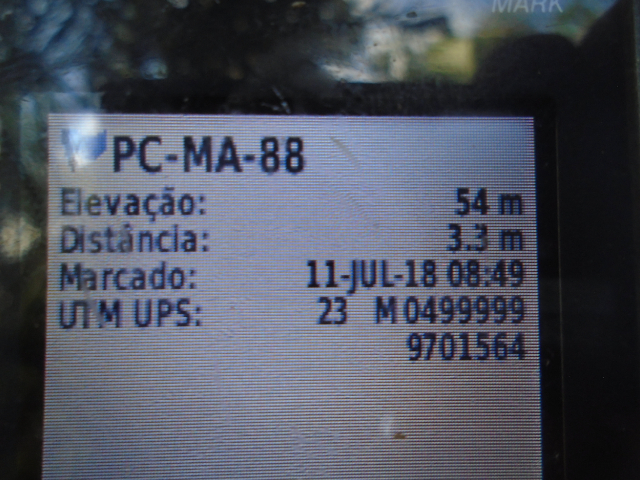 MARK
PC-MA-88
Elevação: 54 m
Distância: 3.3 m
Marcado: 11-JUL-18 08:49
UTM UPS: 23 M 0499999
9701564